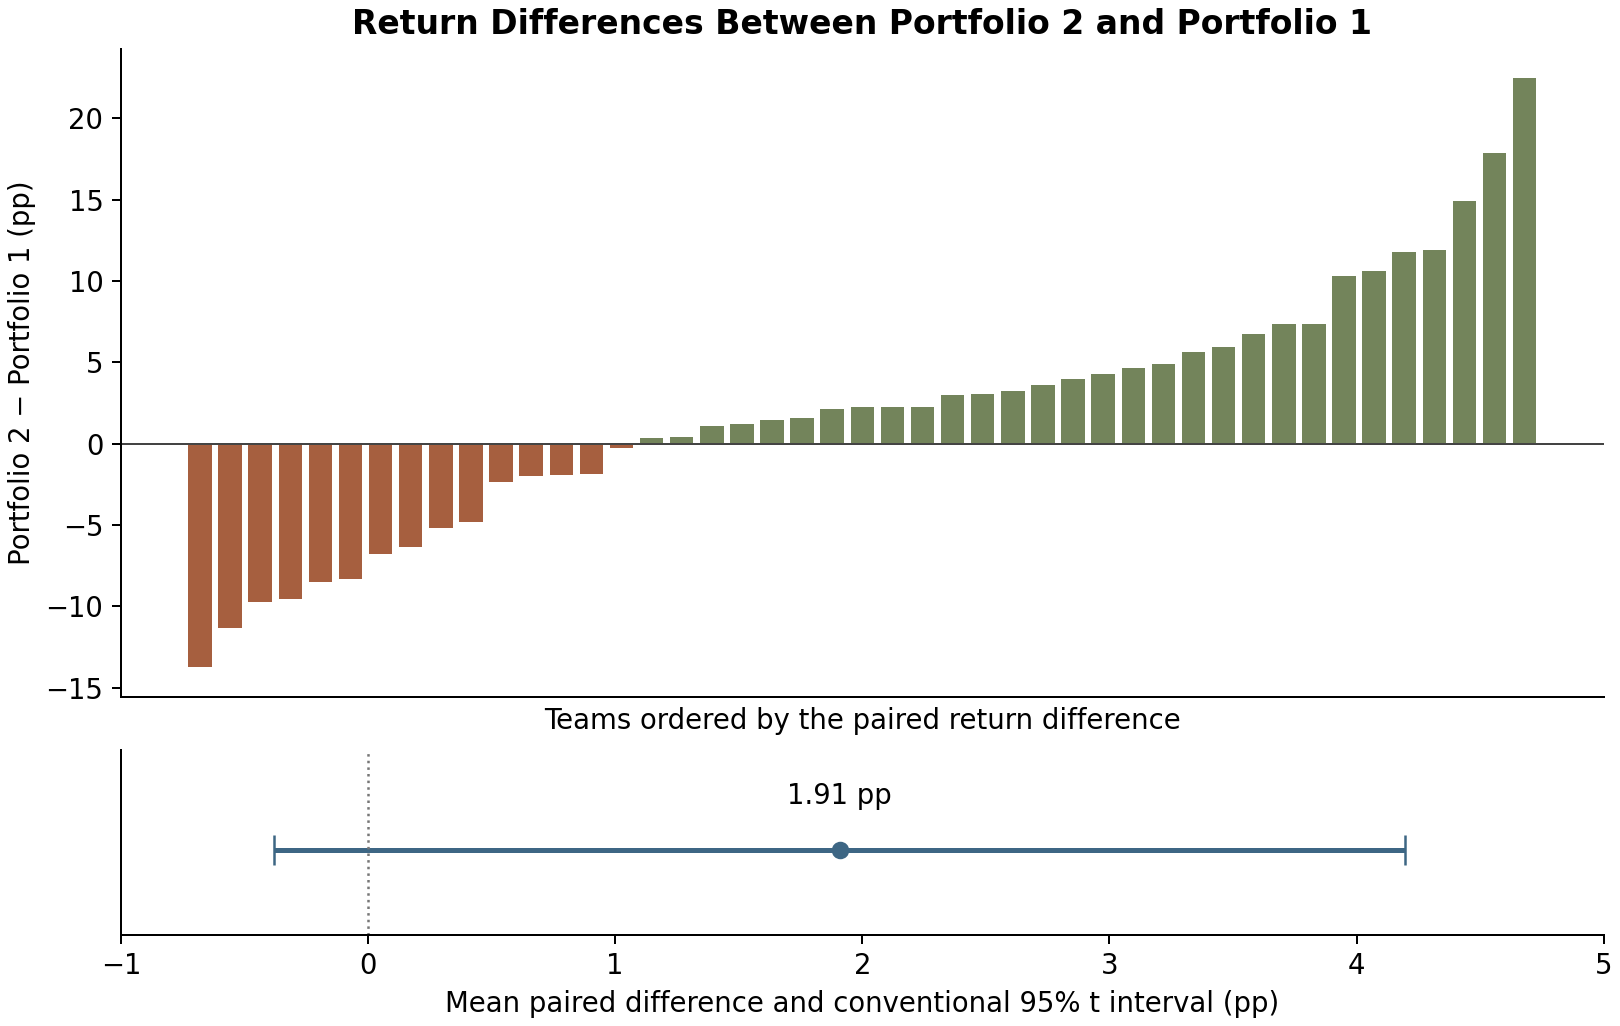 Return Differences Between Portfolio 2 and Portfolio 1
Portfolio 2 − Portfolio 1 (pp)
20
15
10
5
0
−5
−10
−15
Teams ordered by the paired return difference
1.91 pp
−1 0 1 2 3 4 5
Mean paired difference and conventional 95% t interval (pp)